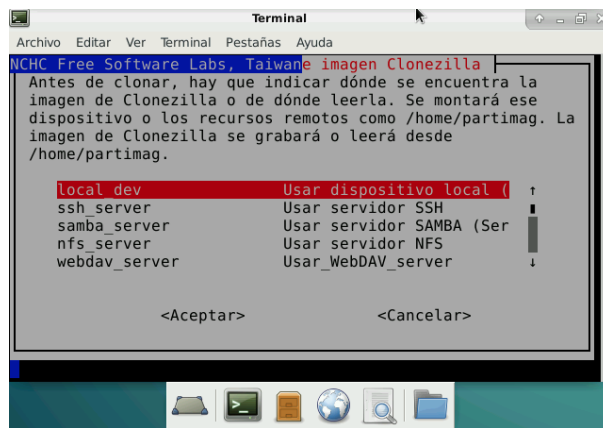 Terminal
Archivo Editar Ver Terminal Pestañas Ayuda
NCHC Free Software Labs, Taiwane imagen Clonezilla
Antes de clonar, hay que indicar dónde se encuentra la
imagen de Clonezilla o de dónde leerla. Se montará ese
dispositivo o los recursos remotos como /home/partimag. La
imagen de Clonezilla se grabará o leerá desde
/home/partimag.
local_dev Usar dispositivo local (
ssh_server Usar servidor SSH
samba_server Usar servidor SAMBA (Ser
nfs_server Usar servidor NFS
webdav_server Usar_WebDAV_server
<Aceptar> <Cancelar>